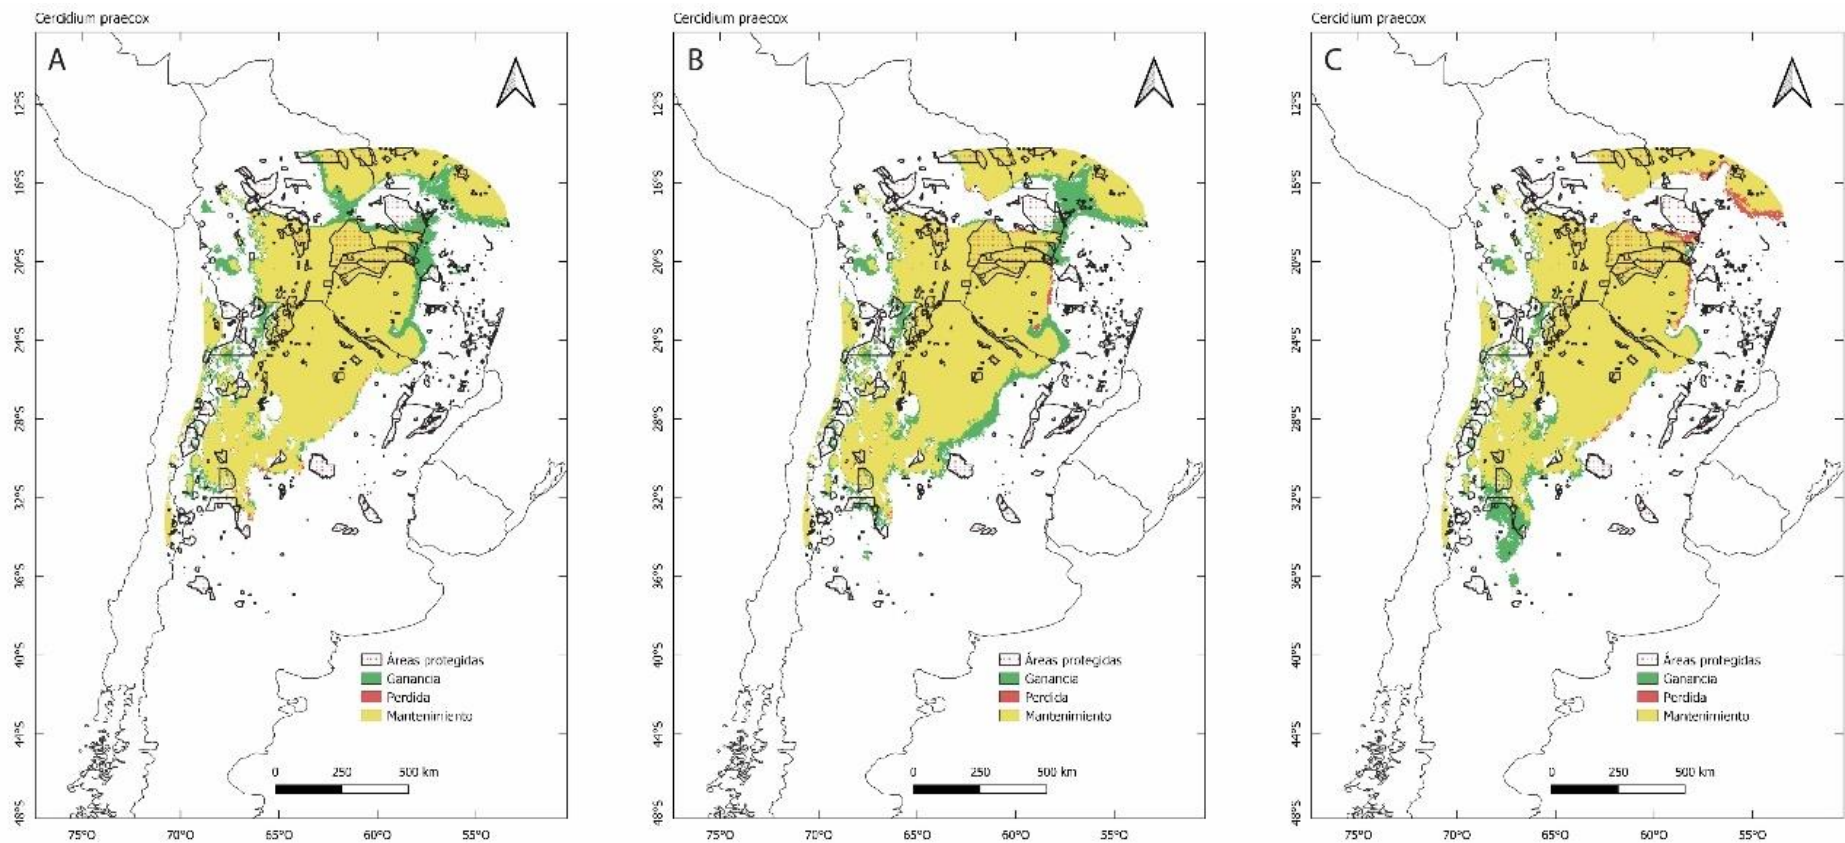 Cercidium praecox
A
12°S
16°S
20°S
24°S
28°S
32°S
36°S
40°S
44°S
48°S
Áreas protegidas
Ganancia
Perdida
Mantenimiento
0 250 500 km
75°O 70°O 65°O 60°O 55°O
Cercidium praecox
B
12°S
16°S
20°S
24°S
28°S
32°S
36°S
40°S
44°S
48°S
Áreas protegidas
Ganancia
Perdida
Mantenimiento
0 250 500 km
75°O 70°O 65°O 60°O 55°O
Cercidium praecox
C
12°S
16°S
20°S
24°S
28°S
32°S
36°S
40°S
44°S
48°S
Áreas protegidas
Ganancia
Perdida
Mantenimiento
0 250 500 km
75°O 70°O 65°O 60°O 55°O